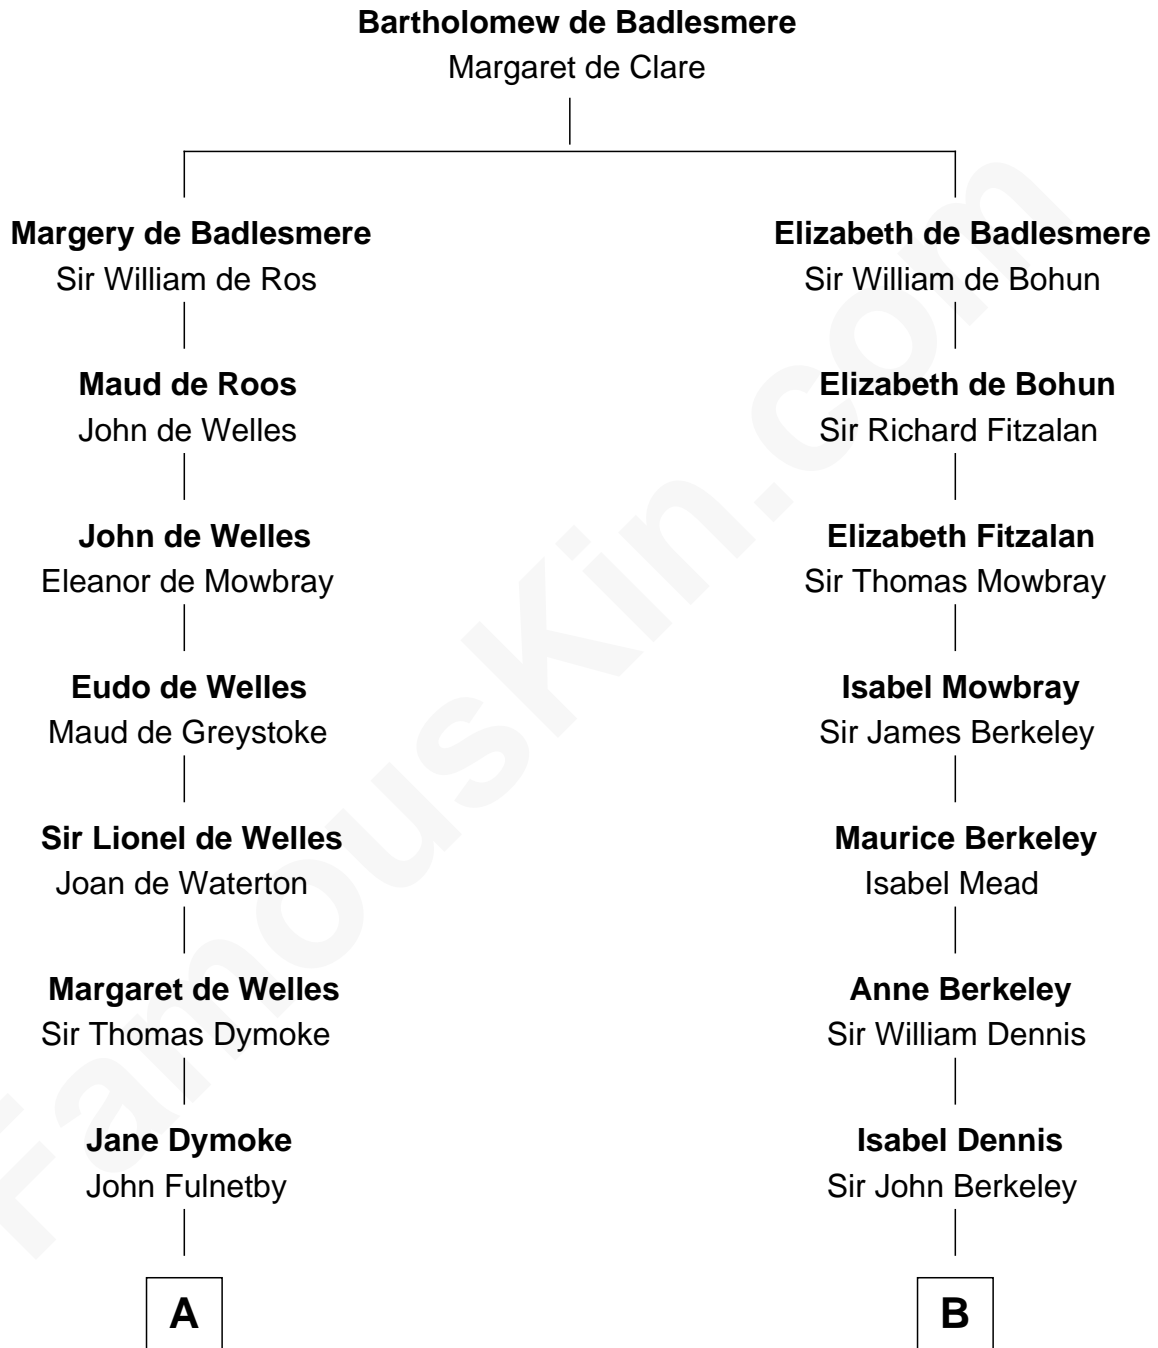 Bartholomew de Badlesmere
Margaret de Clare
Margery de Badlesmere
Sir William de Ros
Elizabeth de Badlesmere
Sir William de Bohun
Maud de Roos
John de Welles
Elizabeth de Bohun
Sir Richard Fitzalan
John de Welles
Eleanor de Mowbray
Elizabeth Fitzalan
Sir Thomas Mowbray
Eudo de Welles
Maud de Greystoke
Isabel Mowbray
Sir James Berkeley
Sir Lionel de Welles
Joan de Waterton
Maurice Berkeley
Isabel Mead
Margaret de Welles
Sir Thomas Dymoke
Anne Berkeley
Sir William Dennis
Jane Dymoke
John Fulnetby
Isabel Dennis
Sir John Berkeley
A
B
FamousKin.com